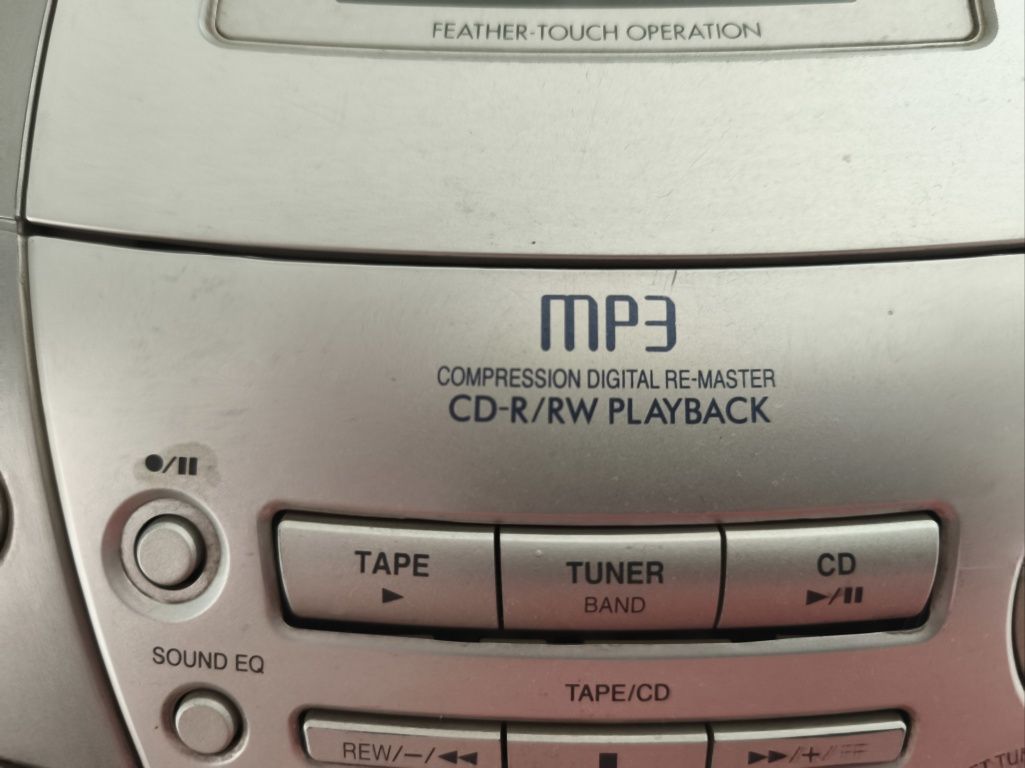 FEATHER-TOUCH OPERATION
MP3
COMPRESSION DIGITAL RE-MASTER
CD-R/RW PLAYBACK
●/II
TAPE
►
TUNER
BAND
CD
►/II
SOUND EQ
TAPE/CD
REW/−/◄◄
■
►►/+/FF